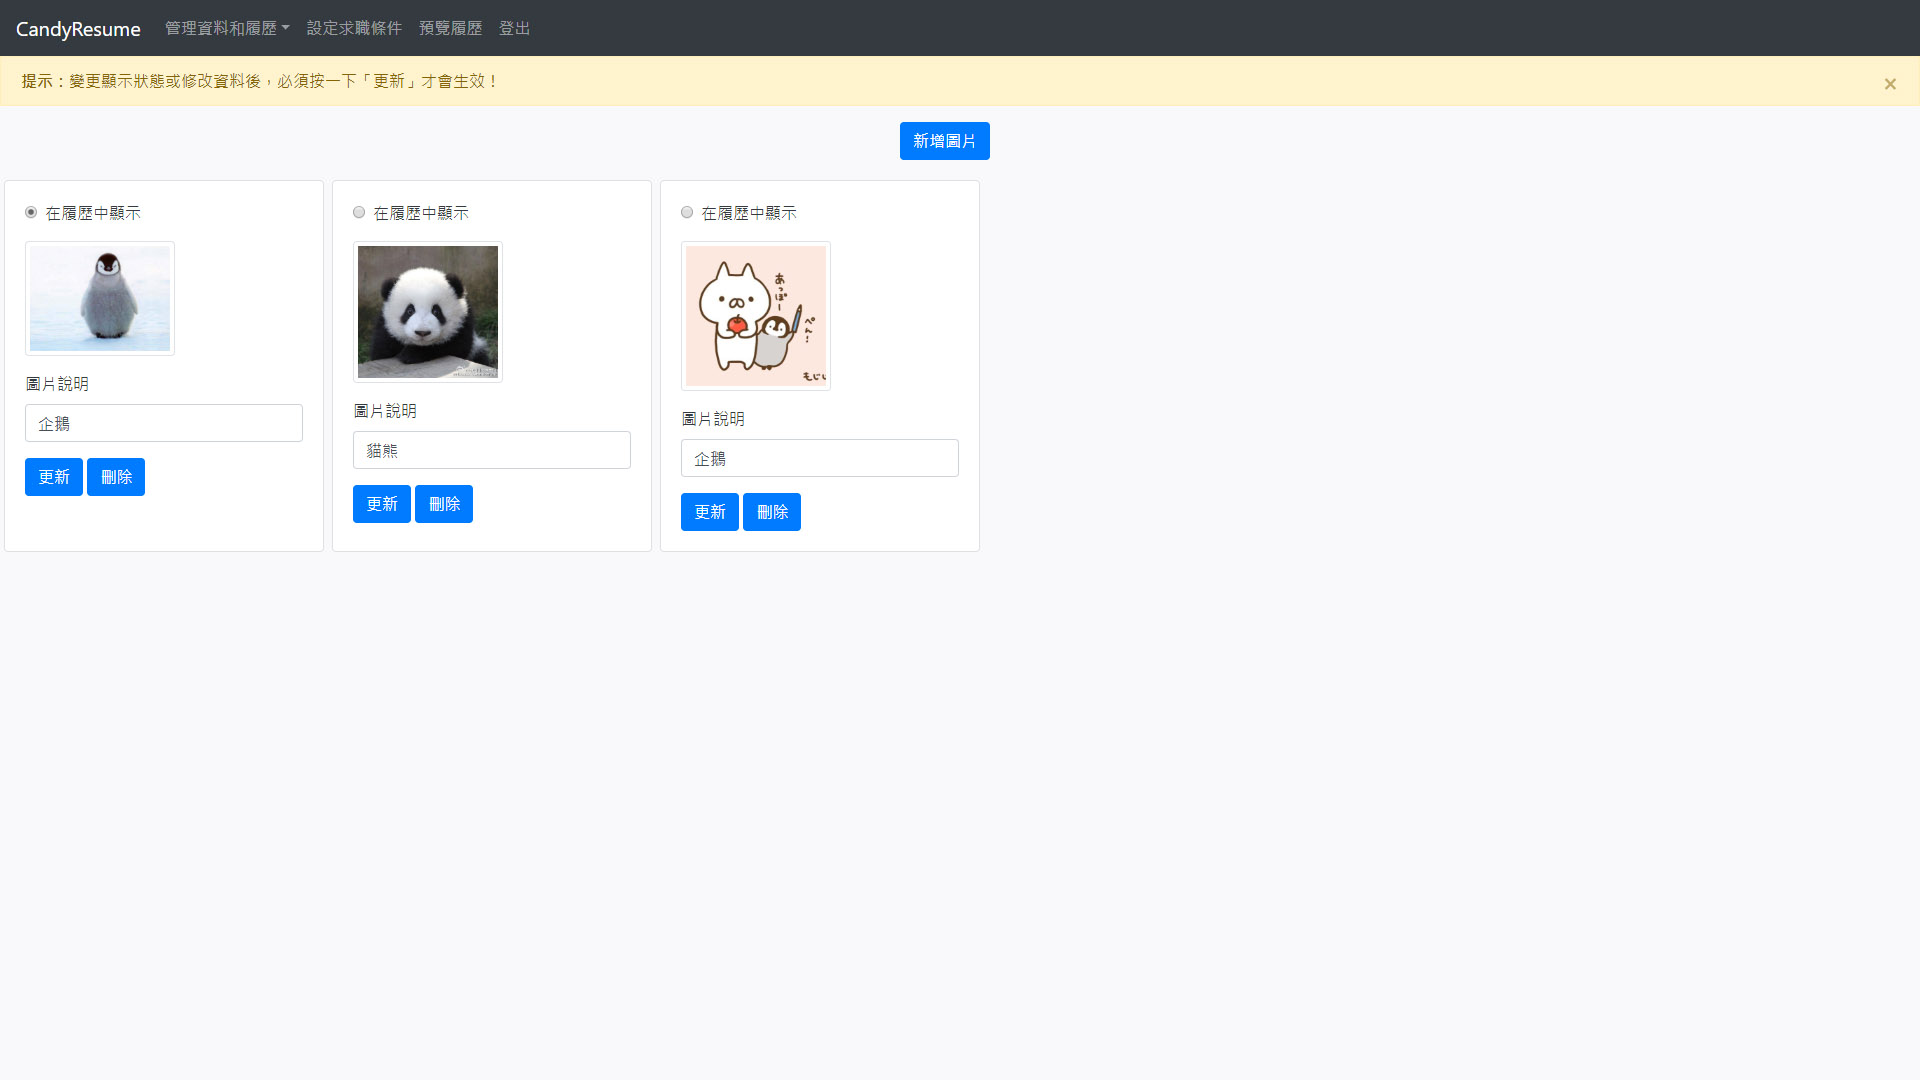 CandyResume 管理資料和履歷 設定求職條件 預覽履歷 登出
提示：變更顯示狀態或修改資料後，必須按一下「更新」才會生效！ ×
新增圖片
在履歷中顯示
圖片說明
企鵝
更新 刪除
在履歷中顯示
圖片說明
貓熊
更新 刪除
在履歷中顯示
あっぽー
ぺん！
もじじ
圖片說明
企鵝
更新 刪除